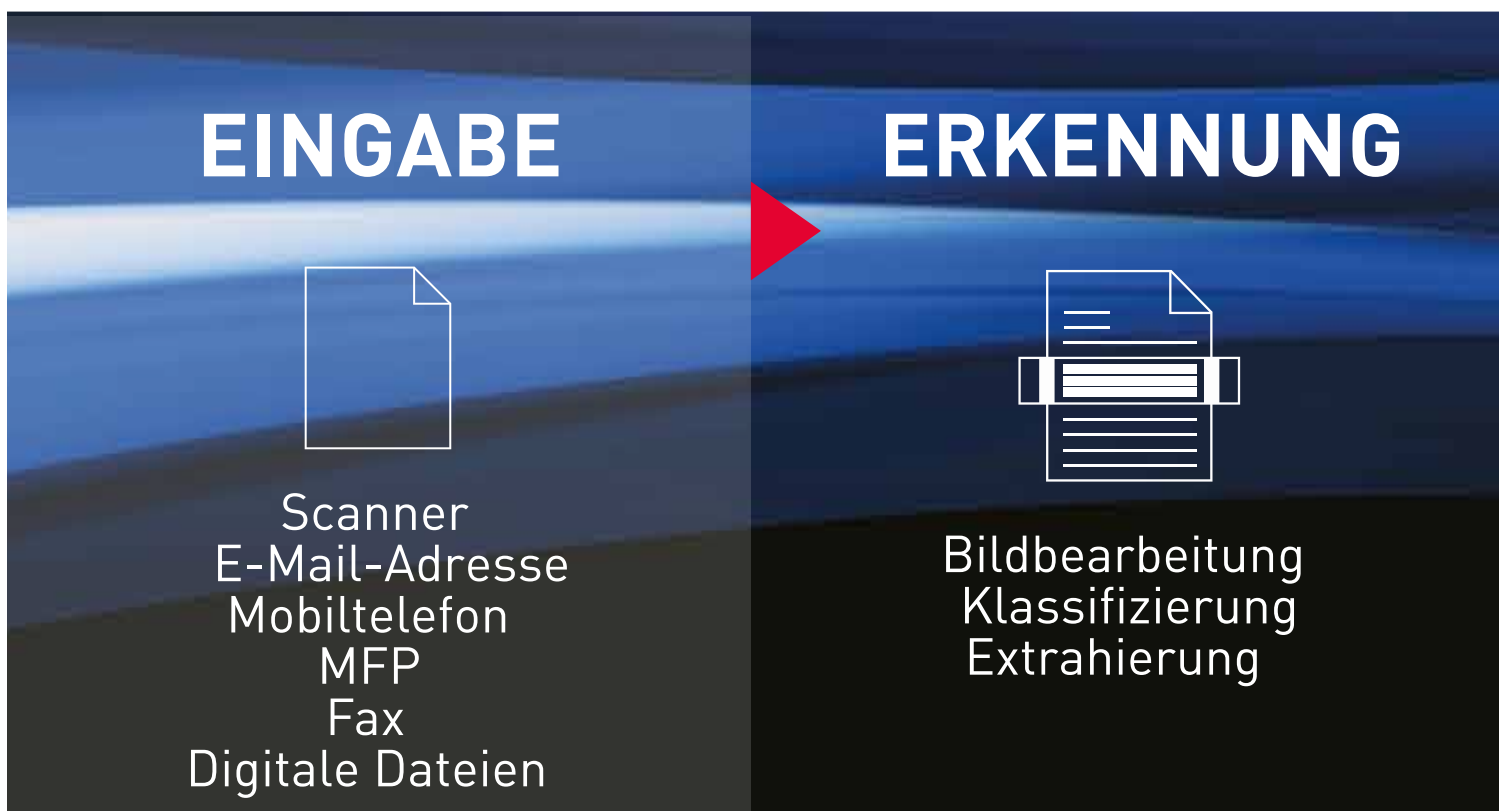 EINGABE
Scanner
E-Mail-Adresse
Mobiltelefon
MFP
Fax
Digitale Dateien
ERKENNUNG
Bildbearbeitung
Klassifizierung
Extrahierung